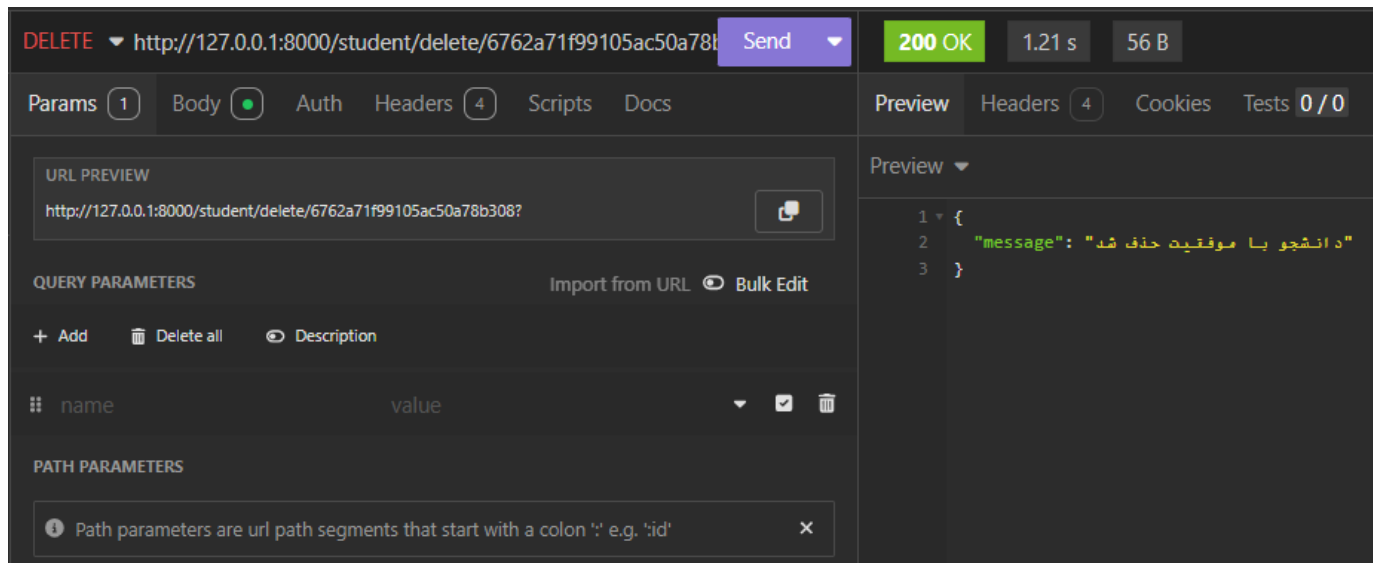 DELETE http://127.0.0.1:8000/student/delete/6762a71f99105ac50a78b Send
200 OK 1.21 s 56 B
Params 1 Body Auth Headers 4 Scripts Docs
Preview Headers 4 Cookies Tests 0 / 0
URL PREVIEW
http://127.0.0.1:8000/student/delete/6762a71f99105ac50a78b308?
QUERY PARAMETERS Import from URL Bulk Edit
+ Add Delete all Description
name value
PATH PARAMETERS
Path parameters are url path segments that start with a colon ':' e.g. ':id'
Preview
1 {
2 "message": "دانشجو با موفقیت حذف شد"
3 }